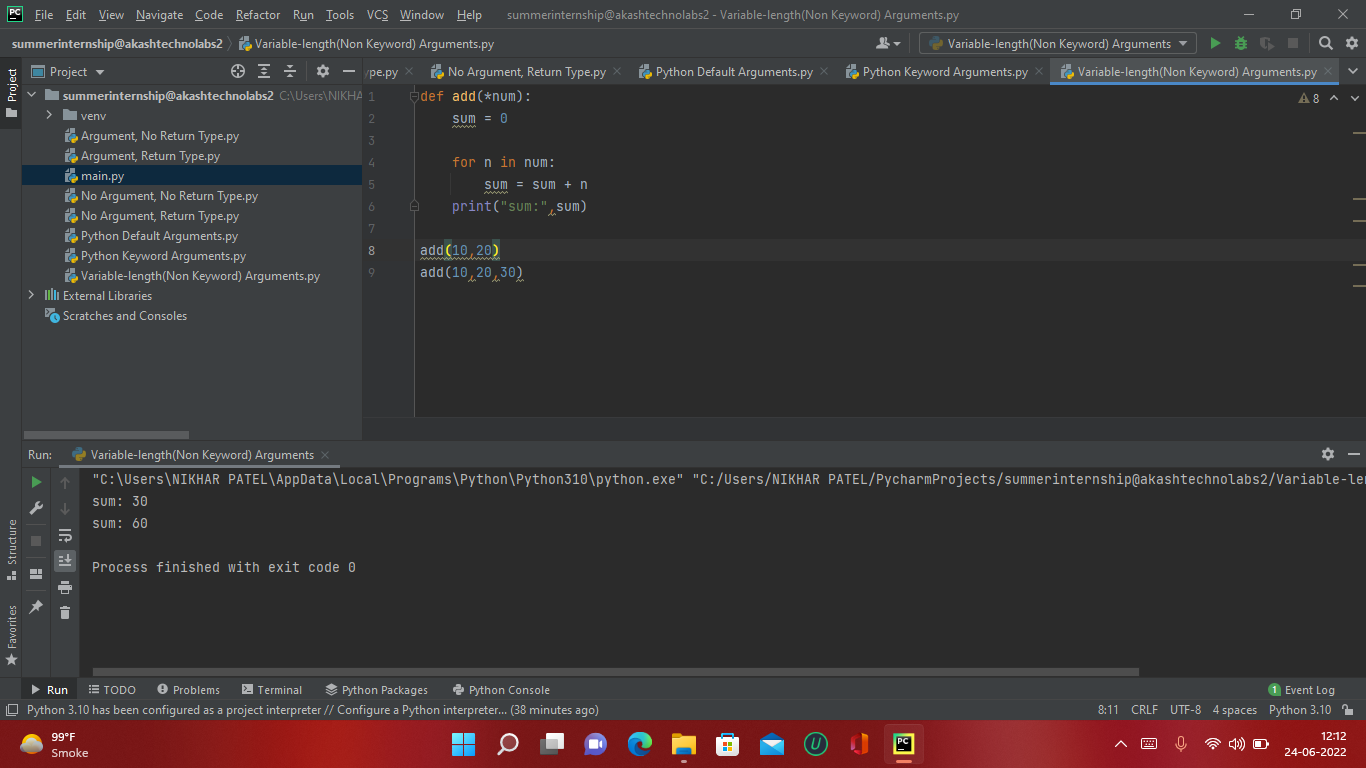 PC File Edit View Navigate Code Refactor Run Tools VCS Window Help summerinternship@akashtechnolabs2 - Variable-length(Non Keyword) Arguments.py
summerinternship@akashtechnolabs2 Variable-length(Non Keyword) Arguments.py Variable-length(Non Keyword) Arguments
Project
Project
ype.py No Argument, Return Type.py Python Default Arguments.py Python Keyword Arguments.py Variable-length(Non Keyword) Arguments.py
summerinternship@akashtechnolabs2 C:\Users\NIKHAR
venv
Argument, No Return Type.py
Argument, Return Type.py
main.py
No Argument, No Return Type.py
No Argument, Return Type.py
Python Default Arguments.py
Python Keyword Arguments.py
Variable-length(Non Keyword) Arguments.py
External Libraries
Scratches and Consoles
8
1 def add(*num):
2 sum = 0
3
4 for n in num:
5 sum = sum + n
6 print("sum:",sum)
7
8 add(10,20)
9 add(10,20,30)
Run: Variable-length(Non Keyword) Arguments
"C:\Users\NIKHAR PATEL\AppData\Local\Programs\Python\Python310\python.exe" "C:/Users/NIKHAR PATEL/PycharmProjects/summerinternship@akashtechnolabs2/Variable-len
sum: 30
sum: 60
Process finished with exit code 0
Structure
Favorites
Run TODO Problems Terminal Python Packages Python Console 1 Event Log
Python 3.10 has been configured as a project interpreter // Configure a Python interpreter... (38 minutes ago) 8:11 CRLF UTF-8 4 spaces Python 3.10
99°F
Smoke
PC
12:12
24-06-2022